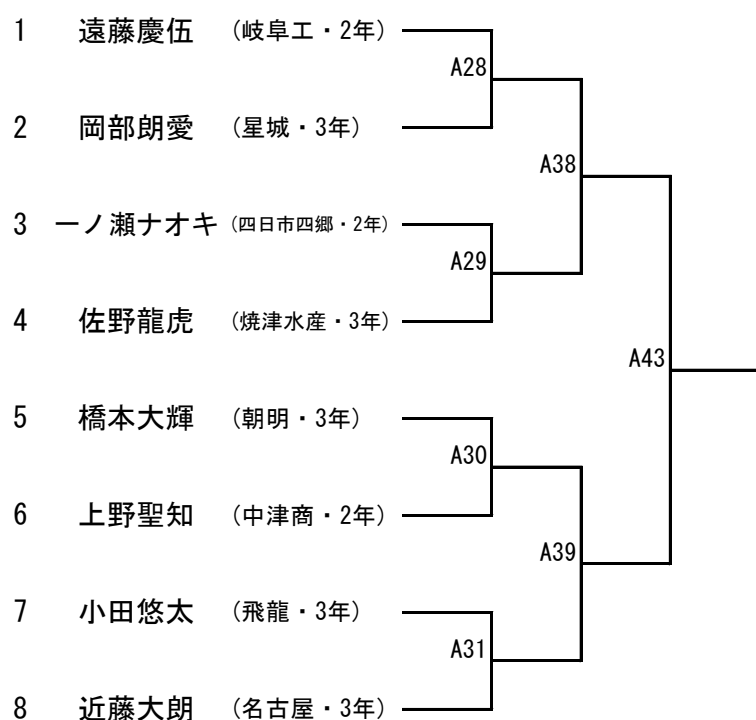 1 遠藤慶伍 (岐阜工・2年)
A28
2 岡部朗愛 (星城・3年)
A38
3 一ノ瀬ナオキ (四日市四郷・2年)
A29
4 佐野龍虎 (焼津水産・3年)
A43
5 橋本大輝 (朝明・3年)
A30
6 上野聖知 (中津商・2年)
A39
7 小田悠太 (飛龍・3年)
A31
8 近藤大朗 (名古屋・3年)